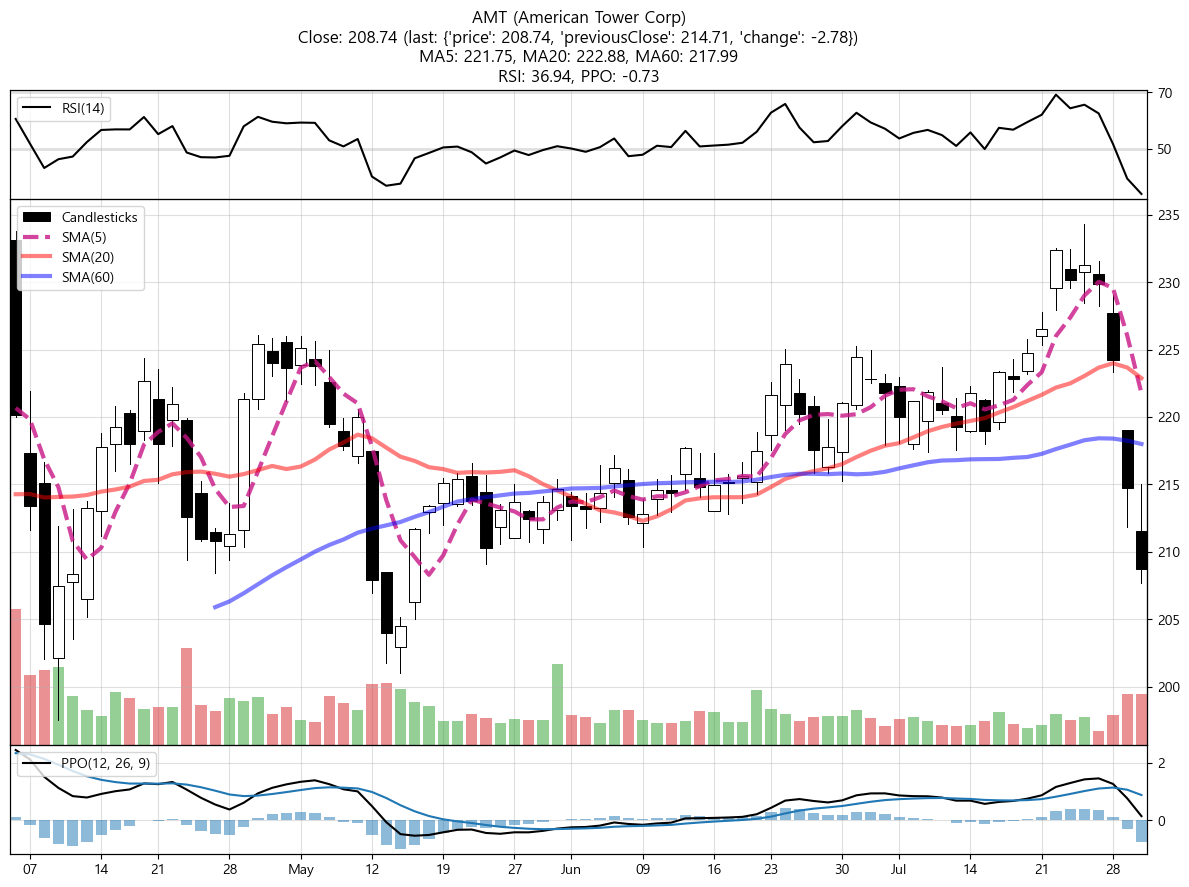 AMT (American Tower Corp)
Close: 208.74 (last: {'price': 208.74, 'previousClose': 214.71, 'change': -2.78})
MA5: 221.75, MA20: 222.88, MA60: 217.99
RSI: 36.94, PPO: -0.73
RSI(14)
70
50
Candlesticks
SMA(5)
SMA(20)
SMA(60)
235
230
225
220
215
210
205
200
PPO(12, 26, 9)
2
0
07 14 21 28 May 12 19 27 Jun 09 16 23 30 Jul 14 21 28